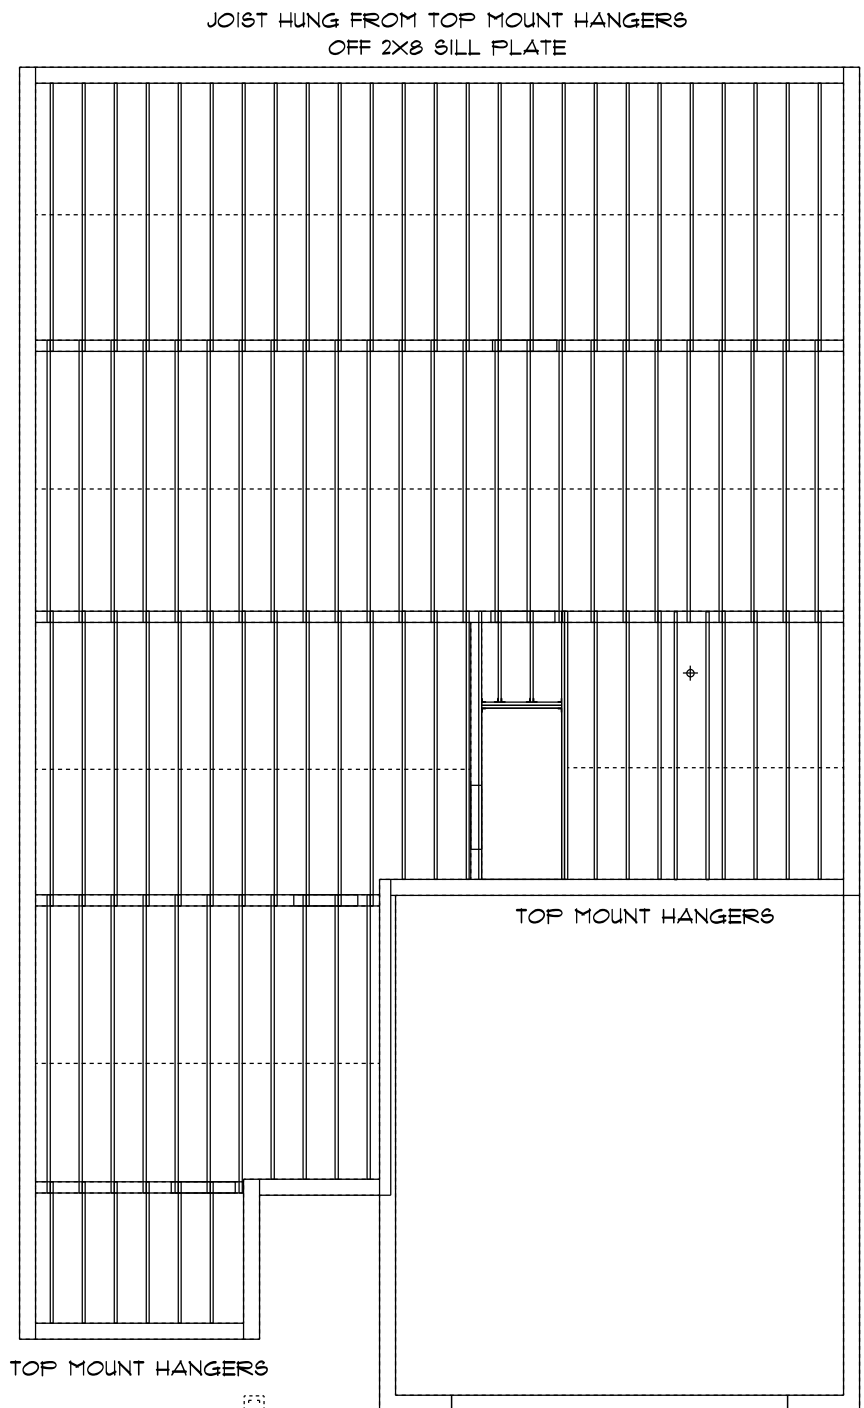 JOIST HUNG FROM TOP MOUNT HANGERS
OFF 2X8 SILL PLATE
TOP MOUNT HANGERS
TOP MOUNT HANGERS